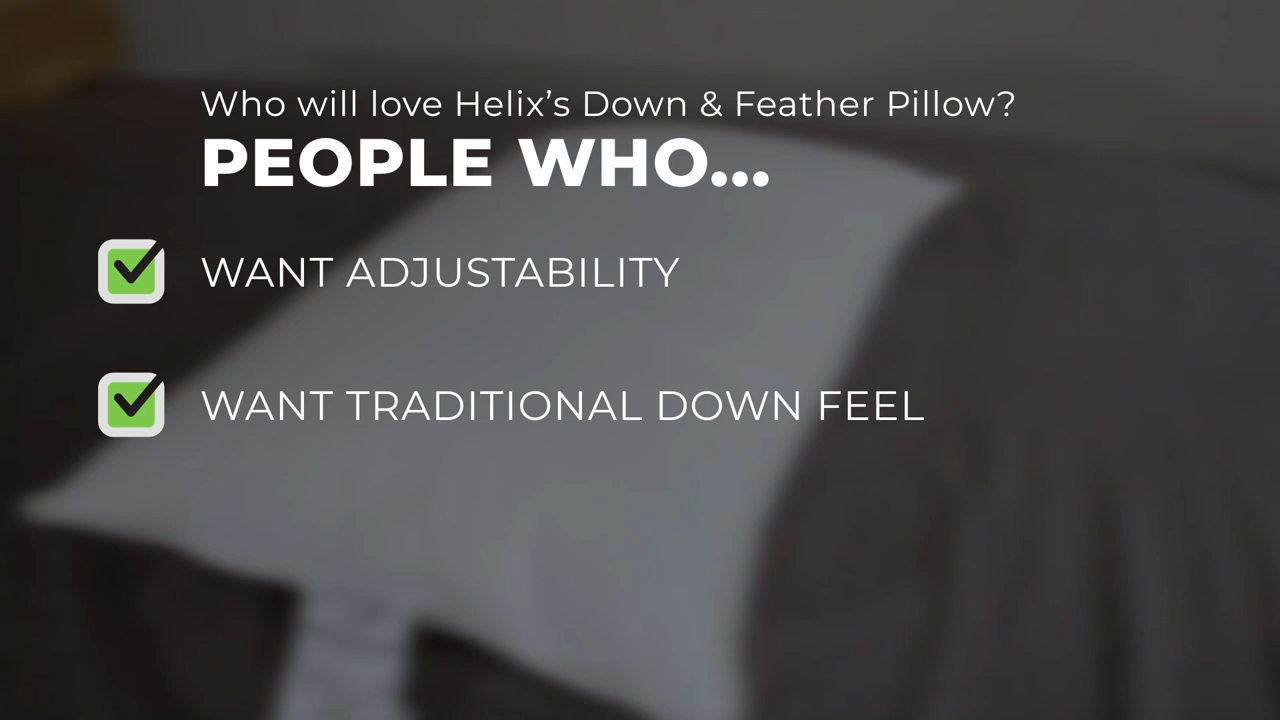 Who will love Helix’s Down & Feather Pillow?
PEOPLE WHO...
WANT ADJUSTABILITY
WANT TRADITIONAL DOWN FEEL